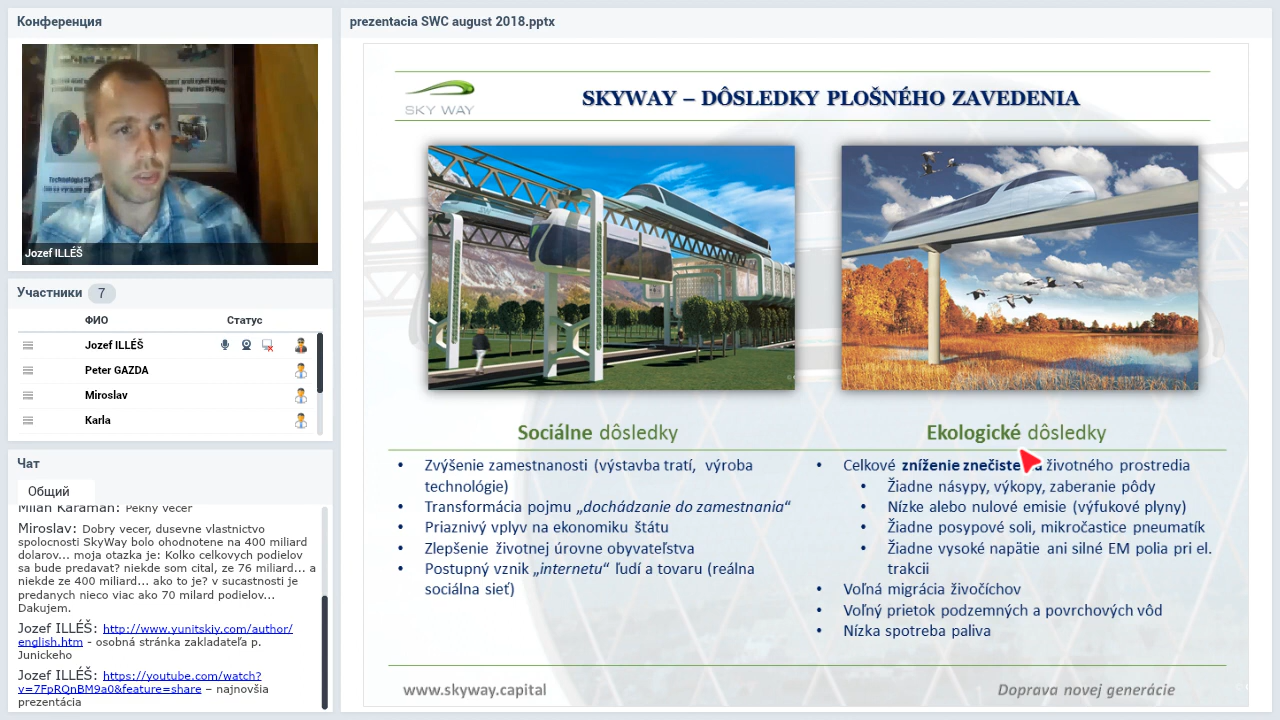 Конференция
Jozef ILLÉŠ
Участники 7
ФИО Статус
Jozef ILLÉŠ
Peter GAZDA
Miroslav
Karla
Чат
Общий
Milan Karaman: Pekny vecer
Miroslav: Dobry vecer, dusevne vlastnictvo
spolocnosti SkyWay bolo ohodnotene na 400 miliard
dolarov... moja otazka je: Kolko celkovych podielov
sa bude predavat? niekde som cital, ze 76 miliard... a
niekde ze 400 miliard... ako to je? v sucastnosti je
predanych nieco viac ako 70 milard podielov...
Dakujem.
Jozef ILLÉŠ: http://www.yunitskiy.com/author/
english.htm - osobná stránka zakladateľa p.
Junickeho
Jozef ILLÉŠ: https://youtube.com/watch?
v=7FpRQnBM9a0&feature=share – najnovšia
prezentácia
prezentacia SWC august 2018.pptx
SKY WAY
SKYWAY – DÔSLEDKY PLOŠNÉHO ZAVEDENIA
Sociálne dôsledky
• Zvýšenie zamestnanosti (výstavba tratí, výroba
technológie)
• Transformácia pojmu „dochádzanie do zamestnania“
• Priaznivý vplyv na ekonomiku štátu
• Zlepšenie životnej úrovne obyvateľstva
• Postupný vznik „internetu“ ľudí a tovaru (reálna
sociálna sieť)
Ekologické dôsledky
• Celkové zníženie znečiste a životného prostredia
• Žiadne násypy, výkopy, zaberanie pôdy
• Nízke alebo nulové emisie (výfukové plyny)
• Žiadne posypové soli, mikročastice pneumatík
• Žiadne vysoké napätie ani silné EM polia pri el.
trakcii
• Voľná migrácia živočíchov
• Voľný prietok podzemných a povrchových vôd
• Nízka spotreba paliva
www.skyway.capital
Doprava novej generácie